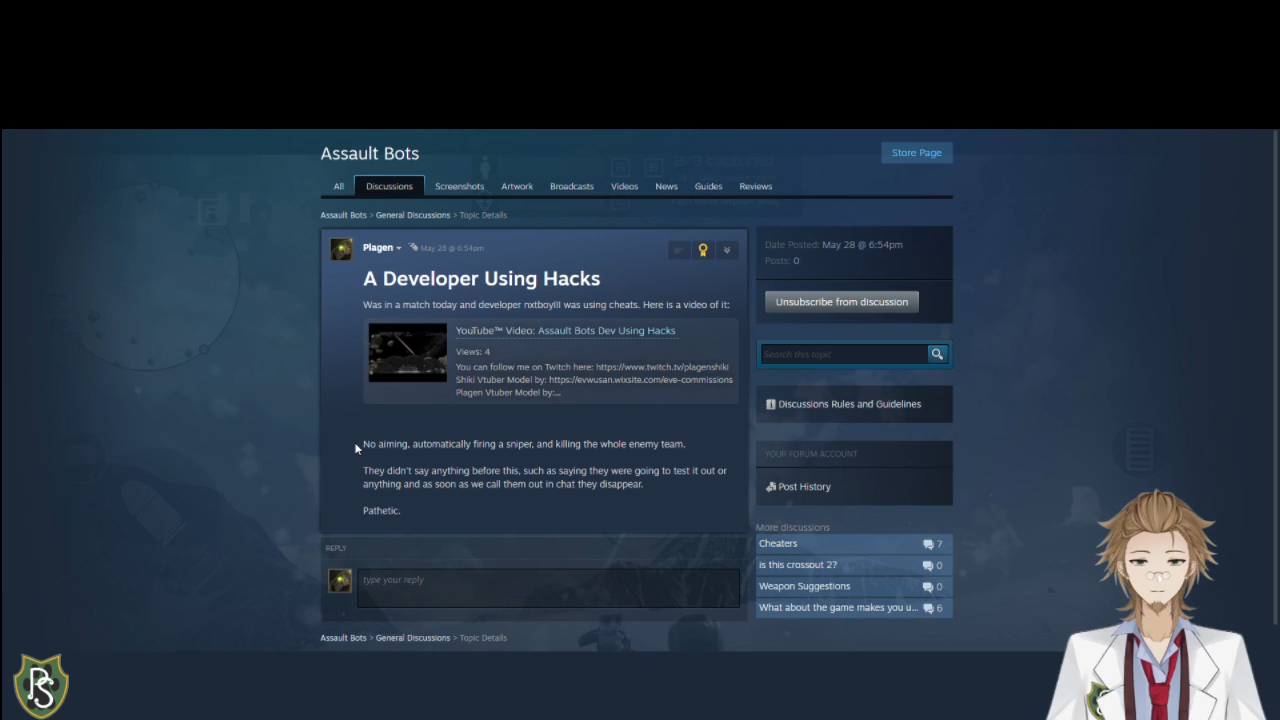 Assault Bots
Store Page
All Discussions Screenshots Artwork Broadcasts Videos News Guides Reviews
Assault Bots > General Discussions > Topic Details
Plagen May 28 @ 6:54pm
A Developer Using Hacks
Was in a match today and developer nxtboyIII was using cheats. Here is a video of it:
YouTube™ Video: Assault Bots Dev Using Hacks
Views: 4
You can follow me on Twitch here: https://www.twitch.tv/plagenshiki
Shiki Vtuber Model by: https://evwusan.wixsite.com/eve-commissions
Plagen Vtuber Model by:...
No aiming, automatically firing a sniper, and killing the whole enemy team.
They didn't say anything before this, such as saying they were going to test it out or
anything and as soon as we call them out in chat they disappear.
Pathetic.
REPLY
type your reply
Assault Bots > General Discussions > Topic Details
Date Posted: May 28 @ 6:54pm
Posts: 0
Unsubscribe from discussion
Search this topic
Discussions Rules and Guidelines
YOUR FORUM ACCOUNT
Post History
More discussions
Cheaters 7
is this crossout 2? 0
Weapon Suggestions 0
What about the game makes you u... 6
2/3 captured
PS